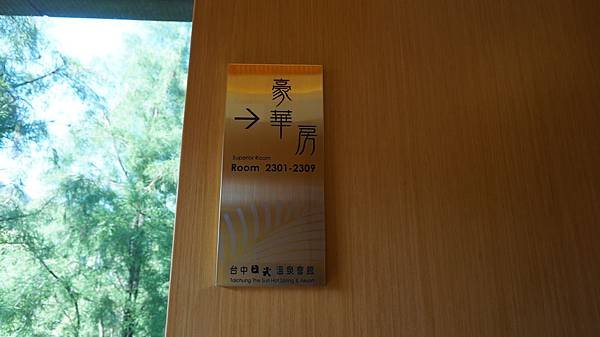 豪華房
→
Superior Room
Room 2301-2309
台中日光溫泉會館
Taichung The Sun Hot Spring & Resort